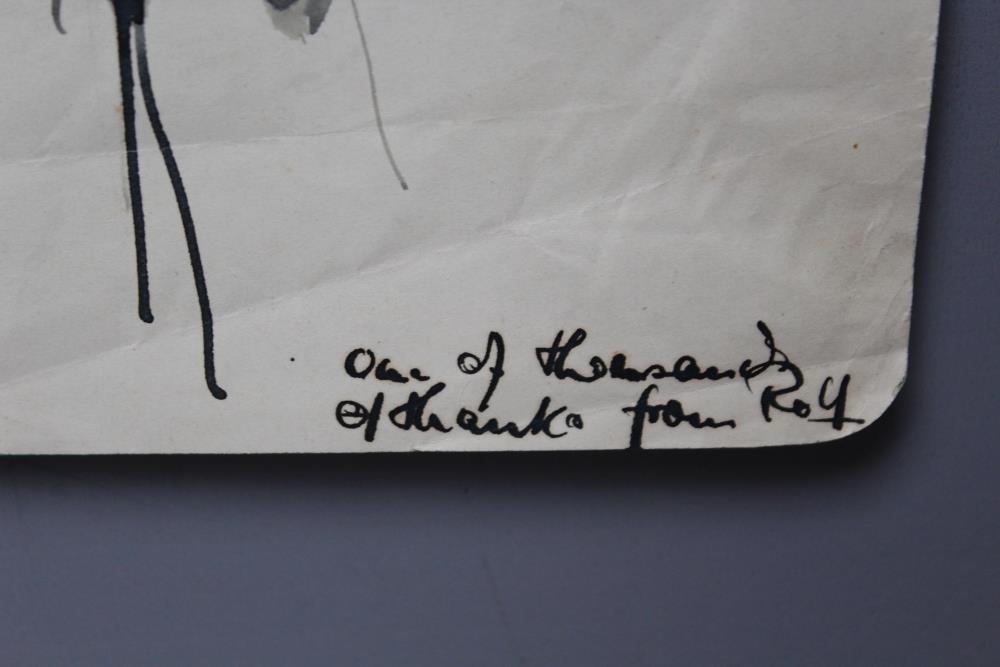 one of thousands
of thanks from Roy